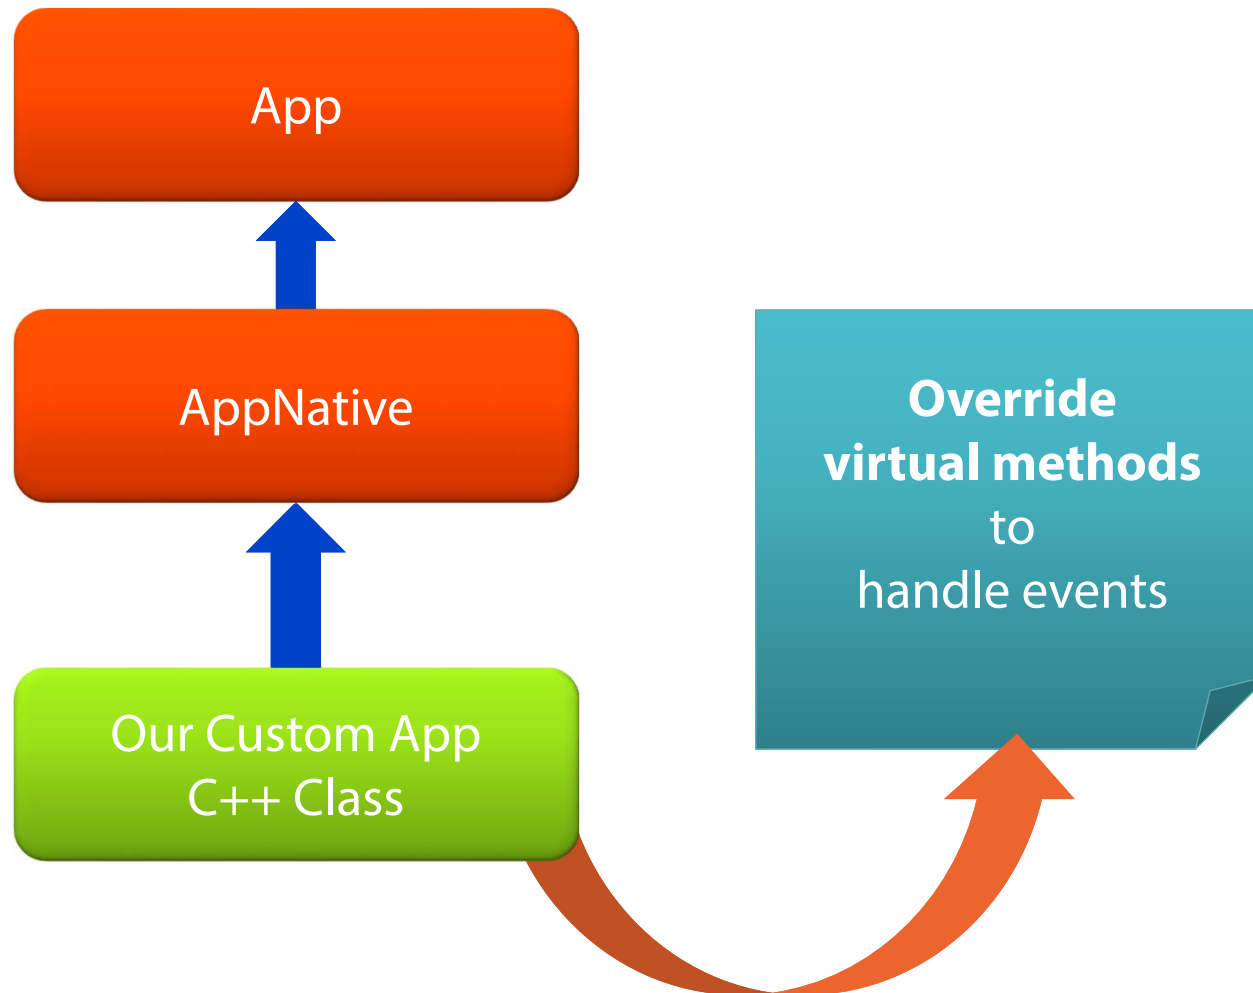 App
AppNative
Override
virtual methods
to
handle events
Our Custom App
C++ Class